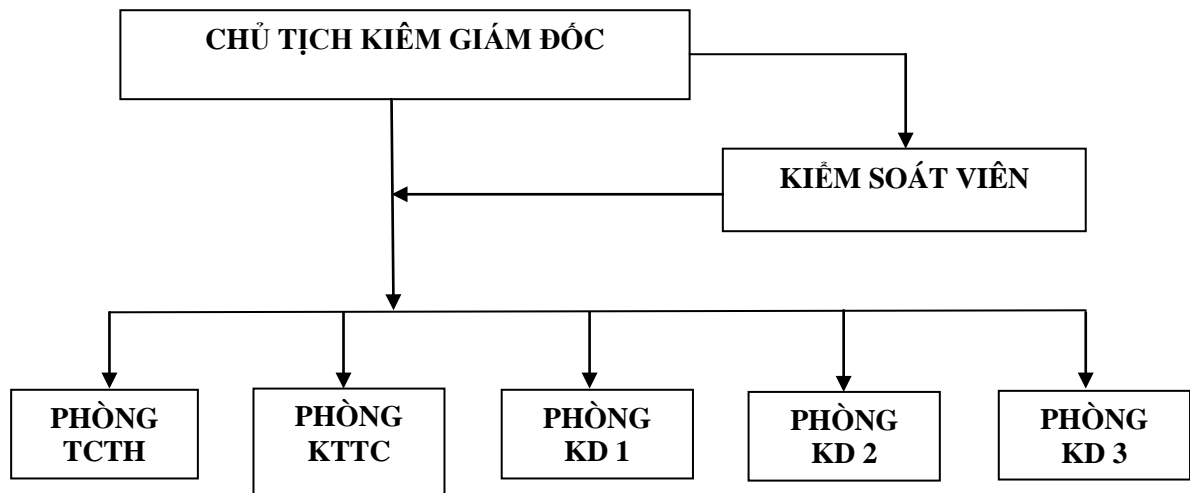 CHỦ TỊCH KIÊM GIÁM ĐỐC
KIỂM SOÁT VIÊN
PHÒNG
TCTH
PHÒNG
KTTC
PHÒNG
KD 1
PHÒNG
KD 2
PHÒNG
KD 3